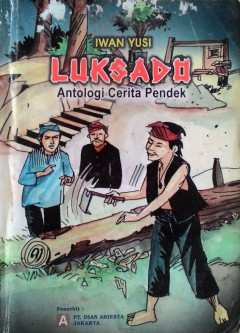 IWAN YUSI
LUKSADO
Antologi Cerita Pendek
Penerbit :
A PT. DIAN ARIESTA
JAKARTA